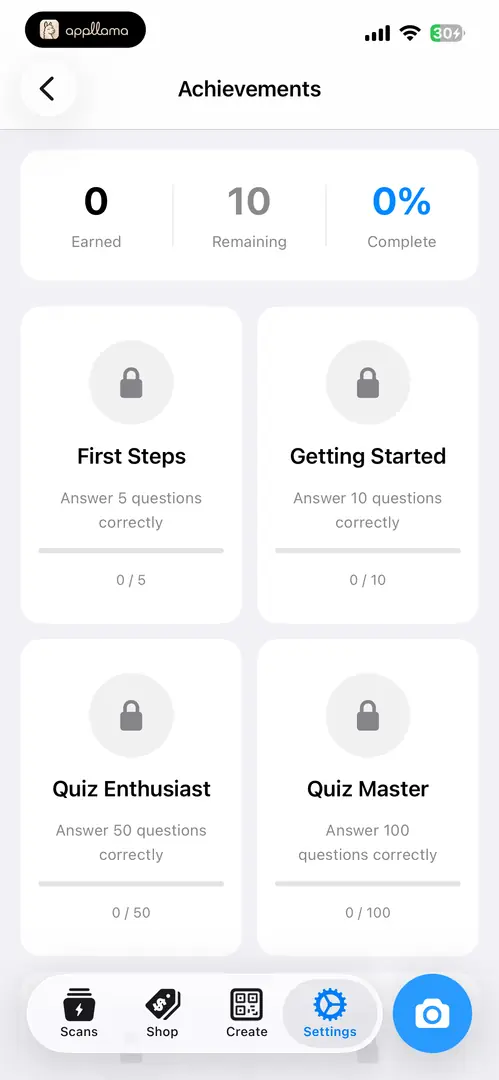 appllama
30
Achievements
0
10
0%
Earned
Remaining
Complete
First Steps
Answer 5 questions
correctly
0 / 5
Getting Started
Answer 10 questions
correctly
0 / 10
Quiz Enthusiast
Answer 50 questions
correctly
0 / 50
Quiz Master
Answer 100
questions correctly
0 / 100
Scans
Shop
Create
Settings